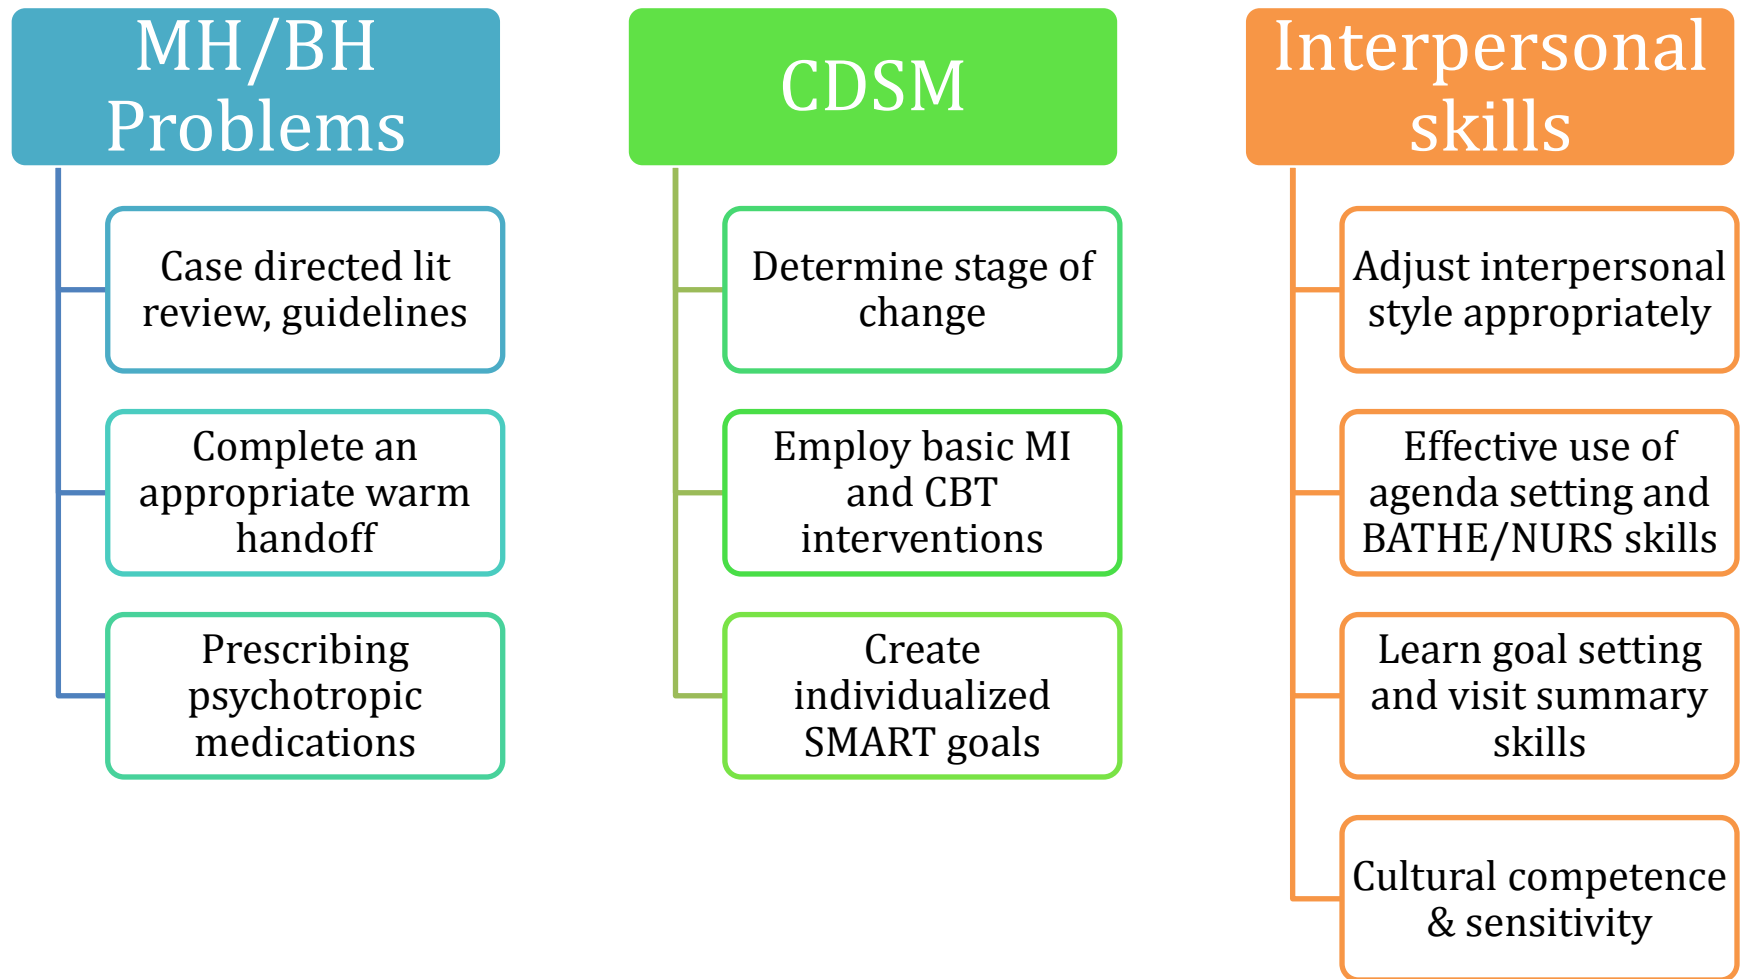 MH/BH
Problems
Case directed lit
review, guidelines
Complete an
appropriate warm
handoff
Prescribing
psychotropic
medications
CDSM
Determine stage of
change
Employ basic MI
and CBT
interventions
Create
individualized
SMART goals
Interpersonal
skills
Adjust interpersonal
style appropriately
Effective use of
agenda setting and
BATHE/NURS skills
Learn goal setting
and visit summary
skills
Cultural competence
& sensitivity